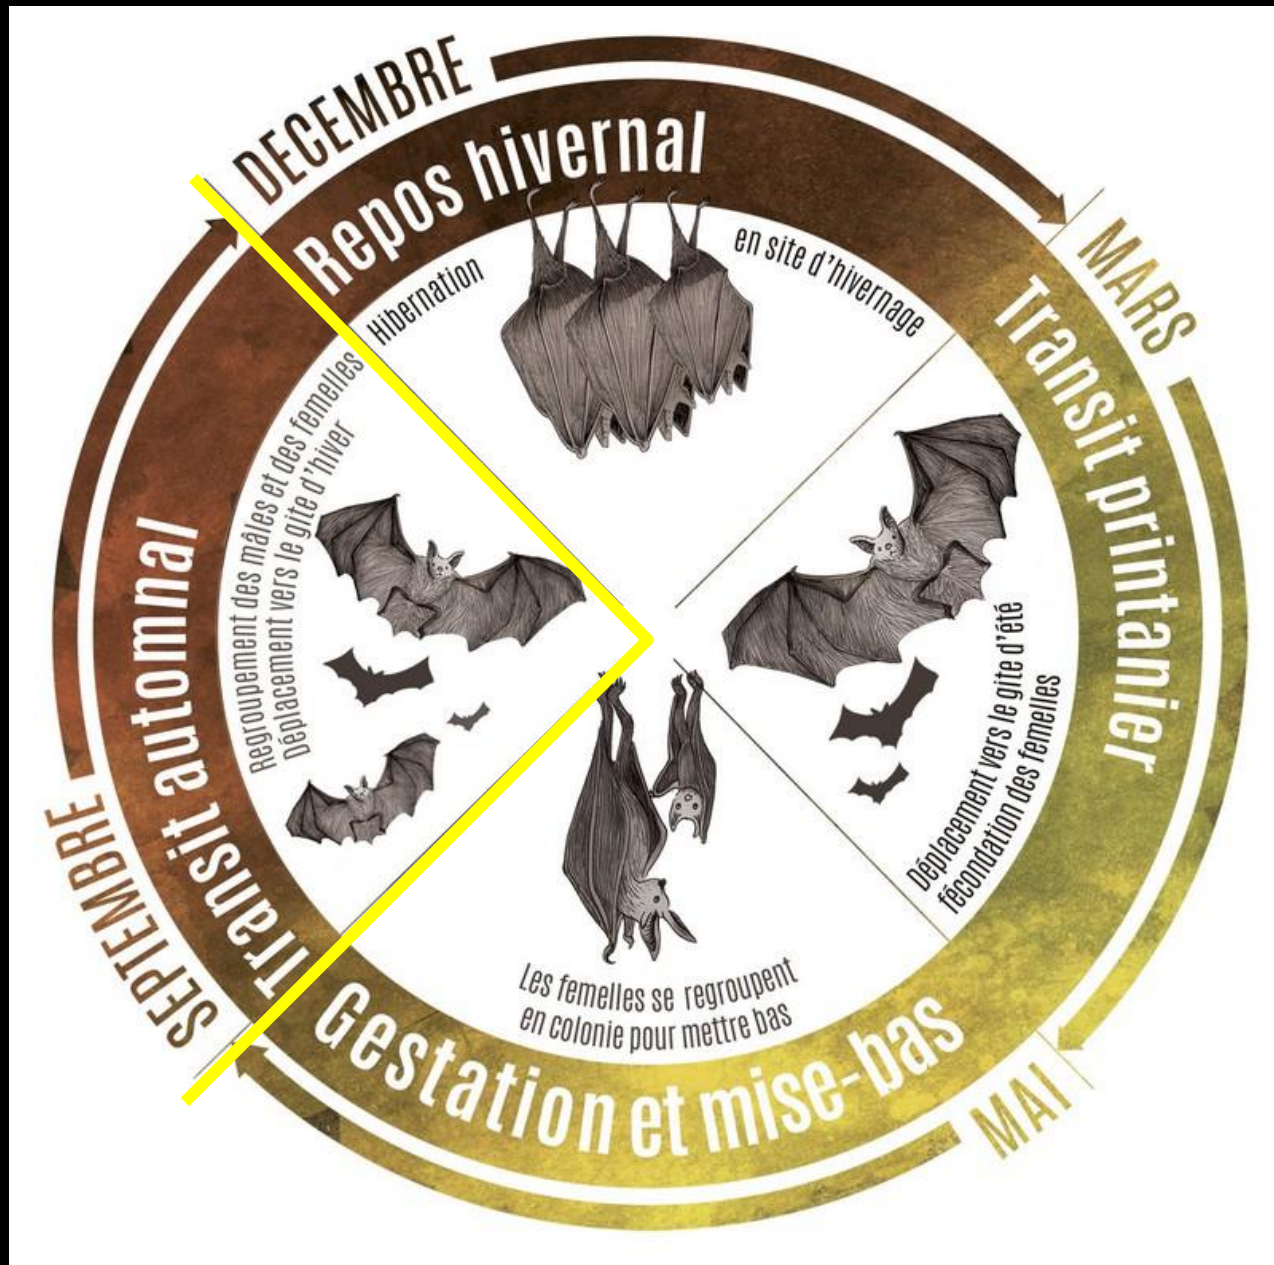 DECEMBRE
Repos hivernal
Hibernation
en site d'hivernage
MARS
Transit printanier
Déplacement vers le gite d'été
fécondation des femelles
MAI
Gestation et mise-bas
Les femelles se regroupent
en colonie pour mettre bas
SEPTEMBRE
Transit automnal
Regroupement des mâles et des femelles
Déplacement vers le gite d'hiver